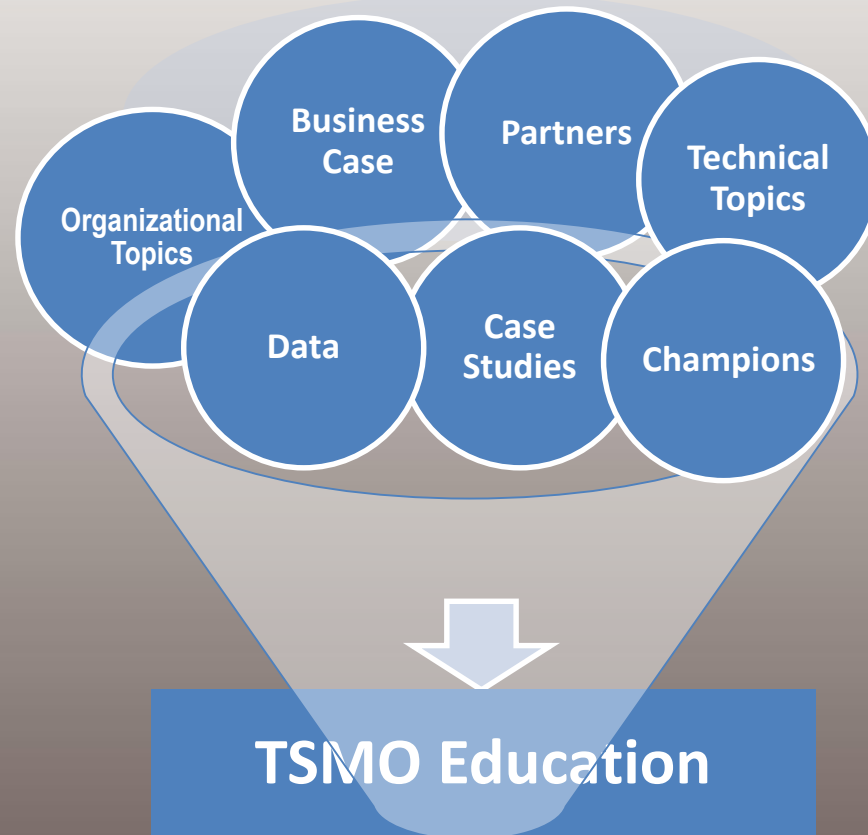 Business
Case
Partners
Technical
Topics
Organizational
Topics
Data
Case
Studies
Champions
TSMO Education